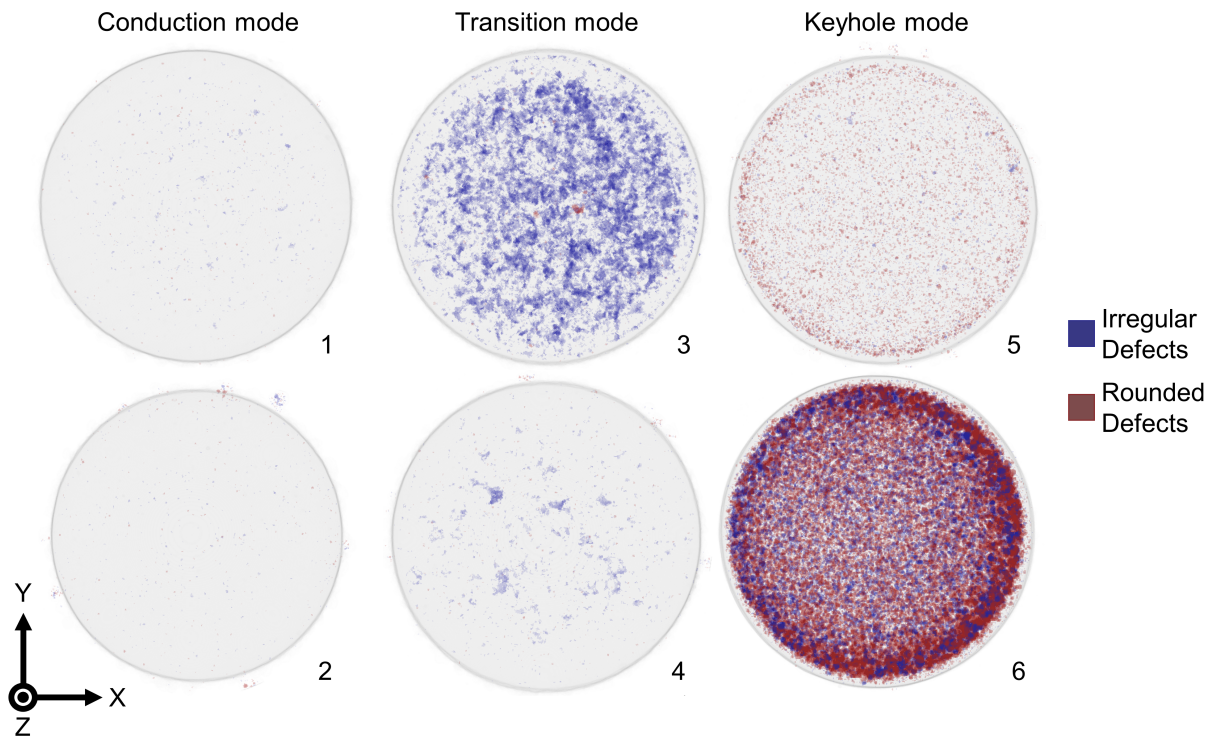 Conduction mode
Transition mode
Keyhole mode
1
3
5
Irregular
Defects
Rounded
Defects
2
4
6
Y
X
Z